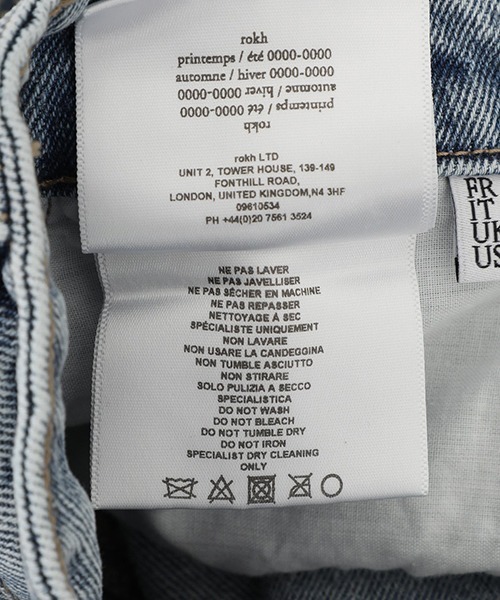 rokh
printemps / été 0000-0000
automne / hiver 0000-0000
automne / hiver 0000-0000
printemps / été 0000-0000
rokh
rokh LTD
UNIT 2, TOWER HOUSE, 139-149
FONTHILL ROAD,
LONDON, UNITED KINGDOM,N4 3HF
09610534
PH +44(0)20 7561 3524
NE PAS LAVER
NE PAS JAVELLISER
NE PAS SÉCHER EN MACHINE
NE PAS REPASSER
NETTOYAGE À SEC
SPÉCIALISTE UNIQUEMENT
NON LAVARE
NON USARE LA CANDEGGINA
NON TUMBLE ASCIUTTO
NON STIRARE
SOLO PULIZIA A SECCO
SPECIALISTICA
DO NOT WASH
DO NOT BLEACH
DO NOT TUMBLE DRY
DO NOT IRON
SPECIALIST DRY CLEANING
ONLY
FR
IT
UK
US